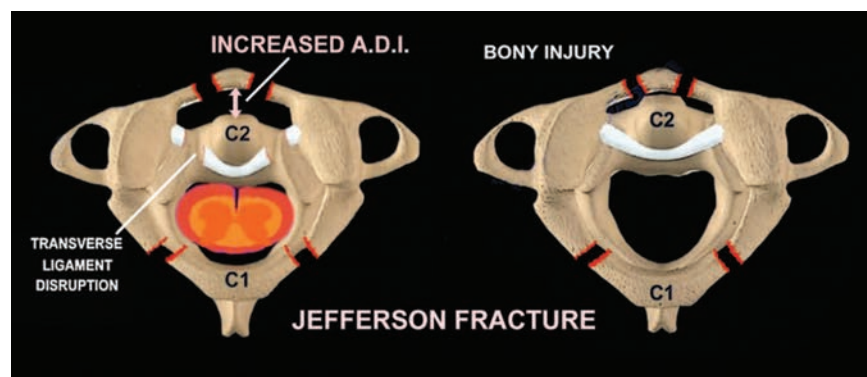 INCREASED A.D.I.
BONY INJURY
C2
C2
TRANSVERSE
LIGAMENT
DISRUPTION
C1
C1
JEFFERSON FRACTURE